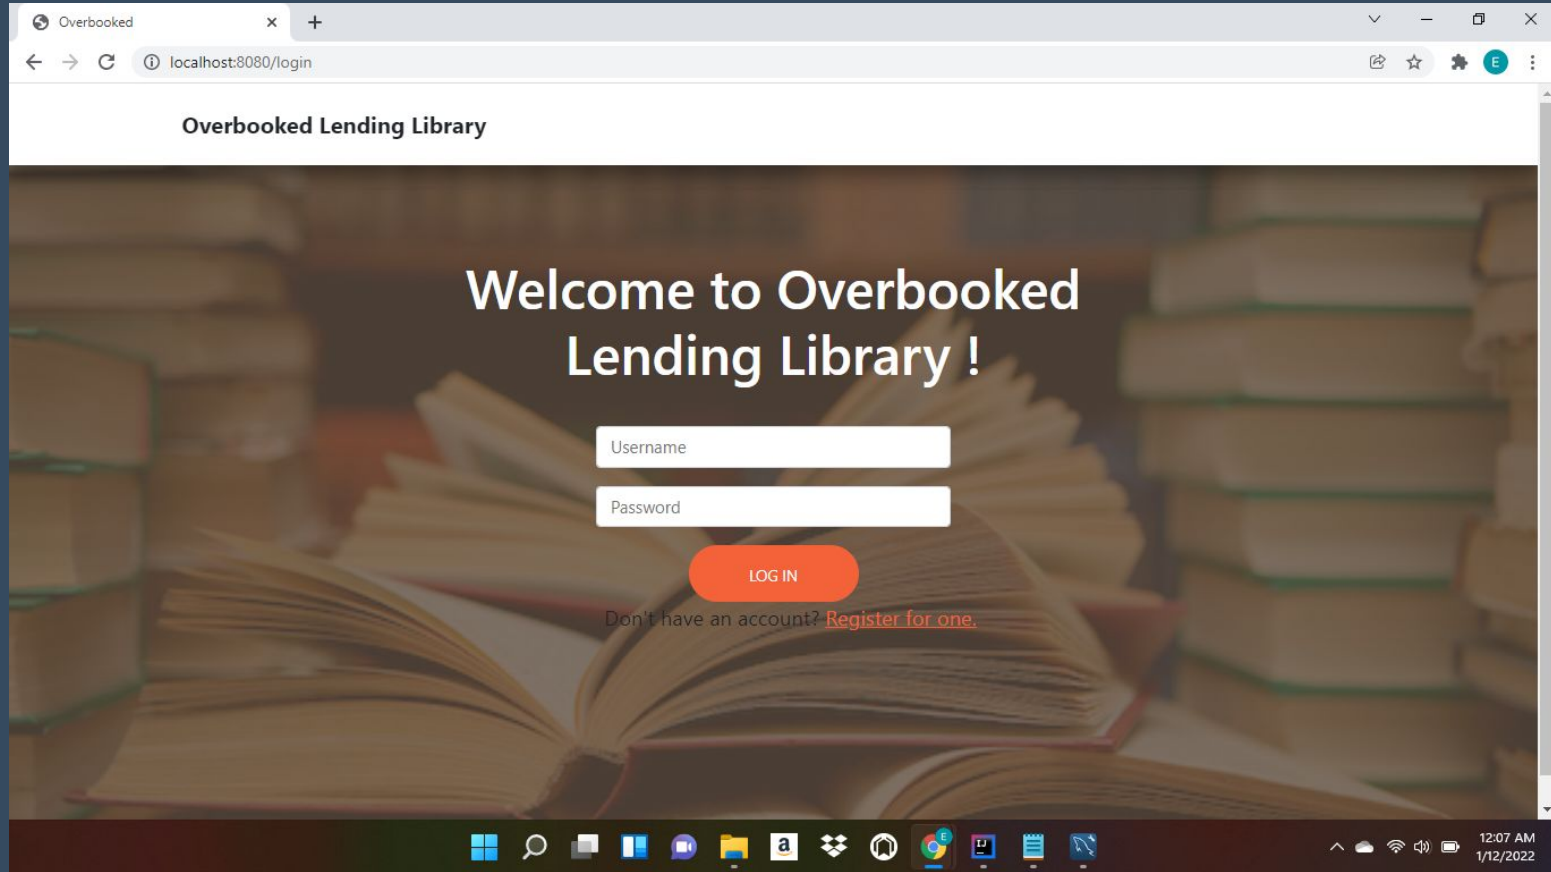 Overbooked
localhost:8080/login
E
Overbooked Lending Library
Welcome to Overbooked
Lending Library !
Username
Password
LOG IN
Don't have an account? Register for one.
a
E
IJ
12:07 AM
1/12/2022